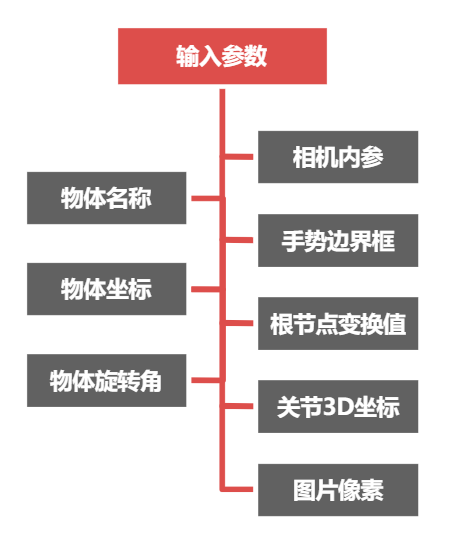 输入参数
相机内参
物体名称
手势边界框
物体坐标
根节点变换值
物体旋转角
关节3D坐标
图片像素